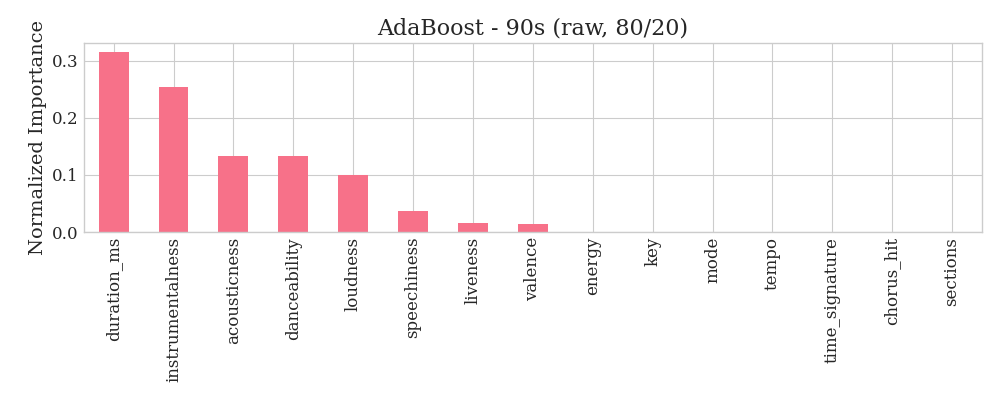 AdaBoost - 90s (raw, 80/20)
Normalized Importance
0.3
0.2
0.1
0.0
duration_ms
instrumentalness
acousticness
danceability
loudness
speechiness
liveness
valence
energy
key
mode
tempo
time_signature
chorus_hit
sections